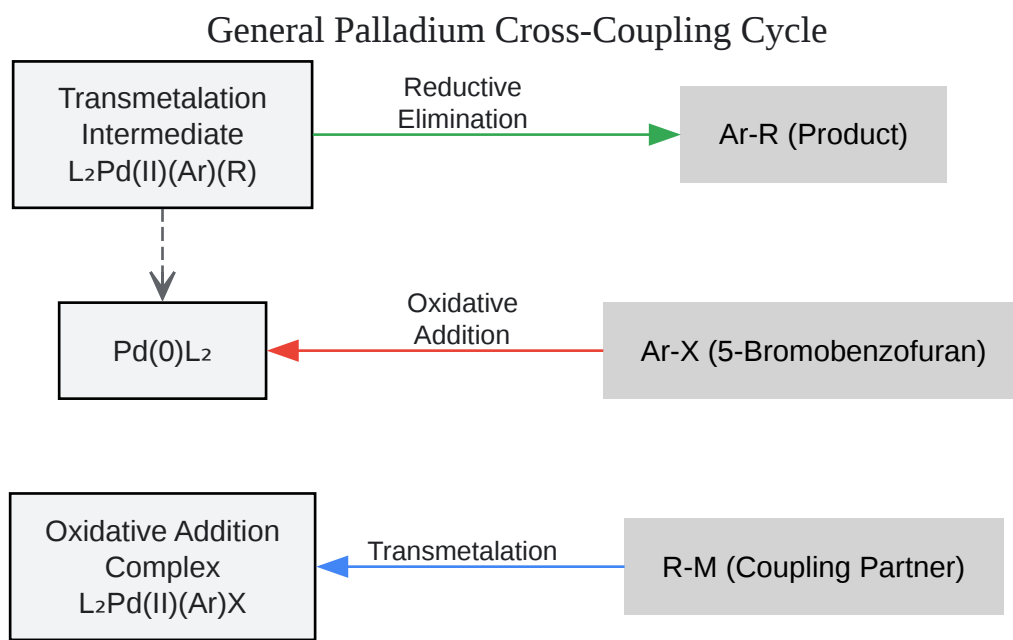 General Palladium Cross-Coupling Cycle
Transmetalation
Intermediate
L₂Pd(II)(Ar)(R)
Reductive
Elimination
Ar-R (Product)
Pd(0)L₂
Oxidative
Addition
Ar-X (5-Bromobenzofuran)
Oxidative Addition
Complex
L₂Pd(II)(Ar)X
Transmetalation
R-M (Coupling Partner)